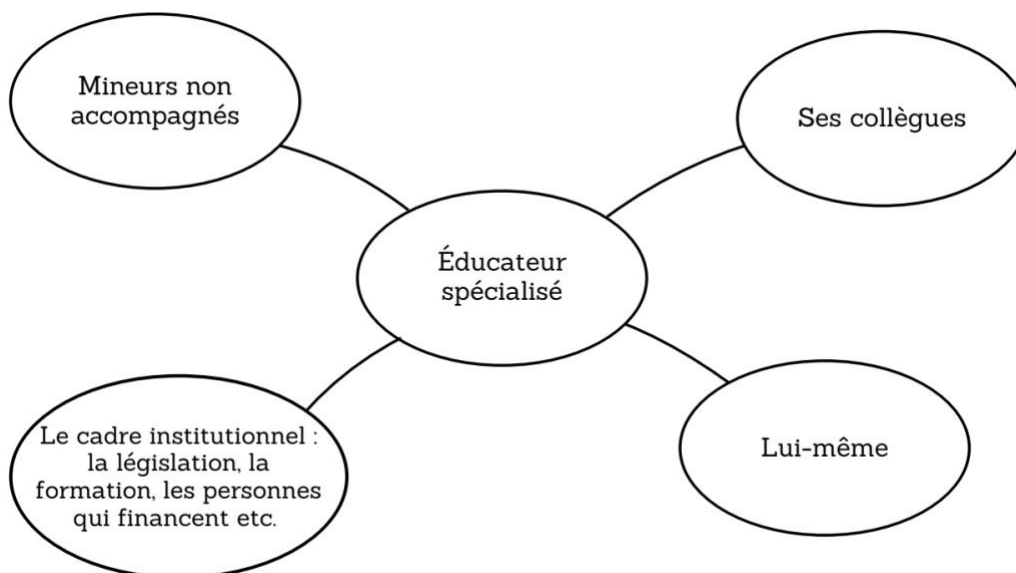 Mineurs non
accompagnés
Ses collègues
Éducateur
spécialisé
Le cadre institutionnel :
la législation, la
formation, les personnes
qui financent etc.
Lui-même